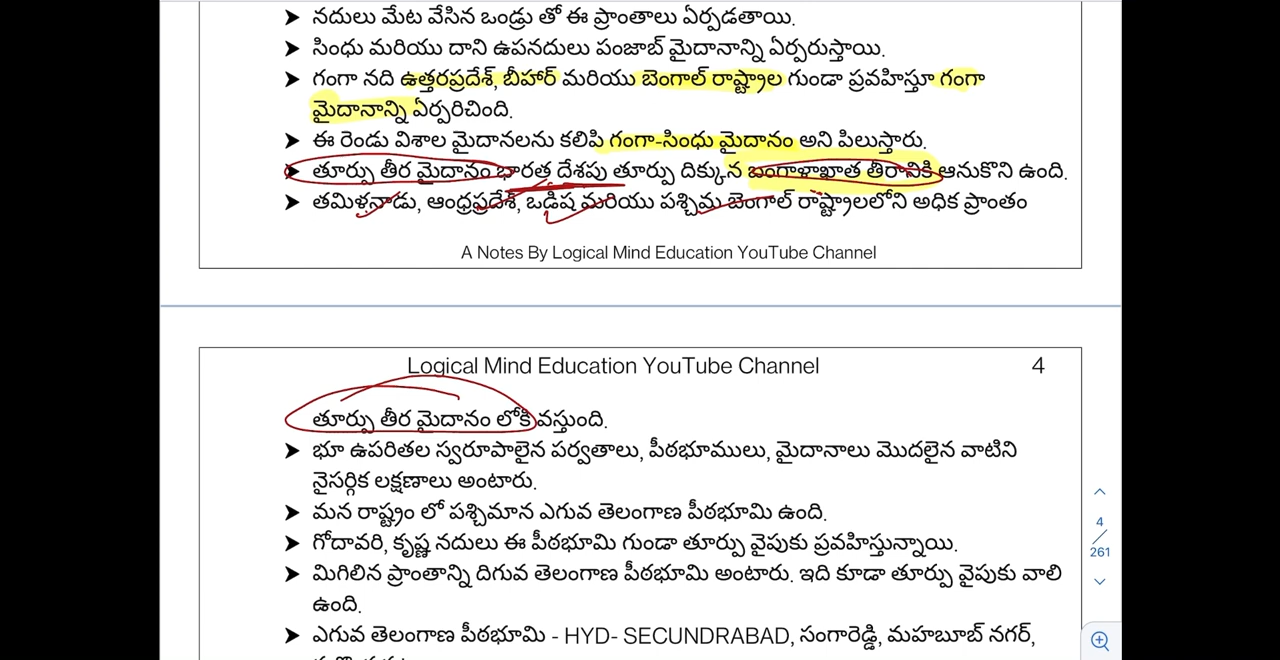 ➤ నదులు మేట వేసిన ఒండ్రు తో ఈ ప్రాంతాలు ఏర్పడతాయి.
➤ సింధు మరియు దాని ఉపనదులు పంజాబ్ మైదానాన్ని ఏర్పరుస్తాయి.
➤ గంగా నది ఉత్తరప్రదేశ్, బీహార్ మరియు బెంగాల్ రాష్ట్రాల గుండా ప్రవహిస్తూ గంగా
మైదానాన్ని ఏర్పరిచింది.
➤ ఈ రెండు విశాల మైదానలను కలిపి గంగా-సింధు మైదానం అని పిలుస్తారు.
➤ తూర్పు తీర మైదానం భారత దేశపు తూర్పు దిక్కున బంగాళాఖాత తీరానికి ఆనుకొని ఉంది.
➤ తమిళనాడు, ఆంధ్రప్రదేశ్, ఒడిష మరియు పశ్చిమ బెంగాల్ రాష్ట్రాలలోని అధిక ప్రాంతం
A Notes By Logical Mind Education YouTube Channel
Logical Mind Education YouTube Channel 4
తూర్పు తీర మైదానం లోకి వస్తుంది.
➤ భూ ఉపరితల స్వరూపాలైన పర్వతాలు, పీఠభూములు, మైదానాలు మొదలైన వాటిని
నైసర్గిక లక్షణాలు అంటారు.
➤ మన రాష్ట్రం లో పశ్చిమాన ఎగువ తెలంగాణ పీఠభూమి ఉంది.
➤ గోదావరి, కృష్ణ నదులు ఈ పీఠభూమి గుండా తూర్పు వైపుకు ప్రవహిస్తున్నాయి.
➤ మిగిలిన ప్రాంతాన్ని దిగువ తెలంగాణ పీఠభూమి అంటారు. ఇది కూడా తూర్పు వైపుకు వాలి
ఉంది.
➤ ఎగువ తెలంగాణ పీఠభూమి - HYD- SECUNDRABAD, సంగారెడ్డి, మహబూబ్ నగర్,
4
/
261